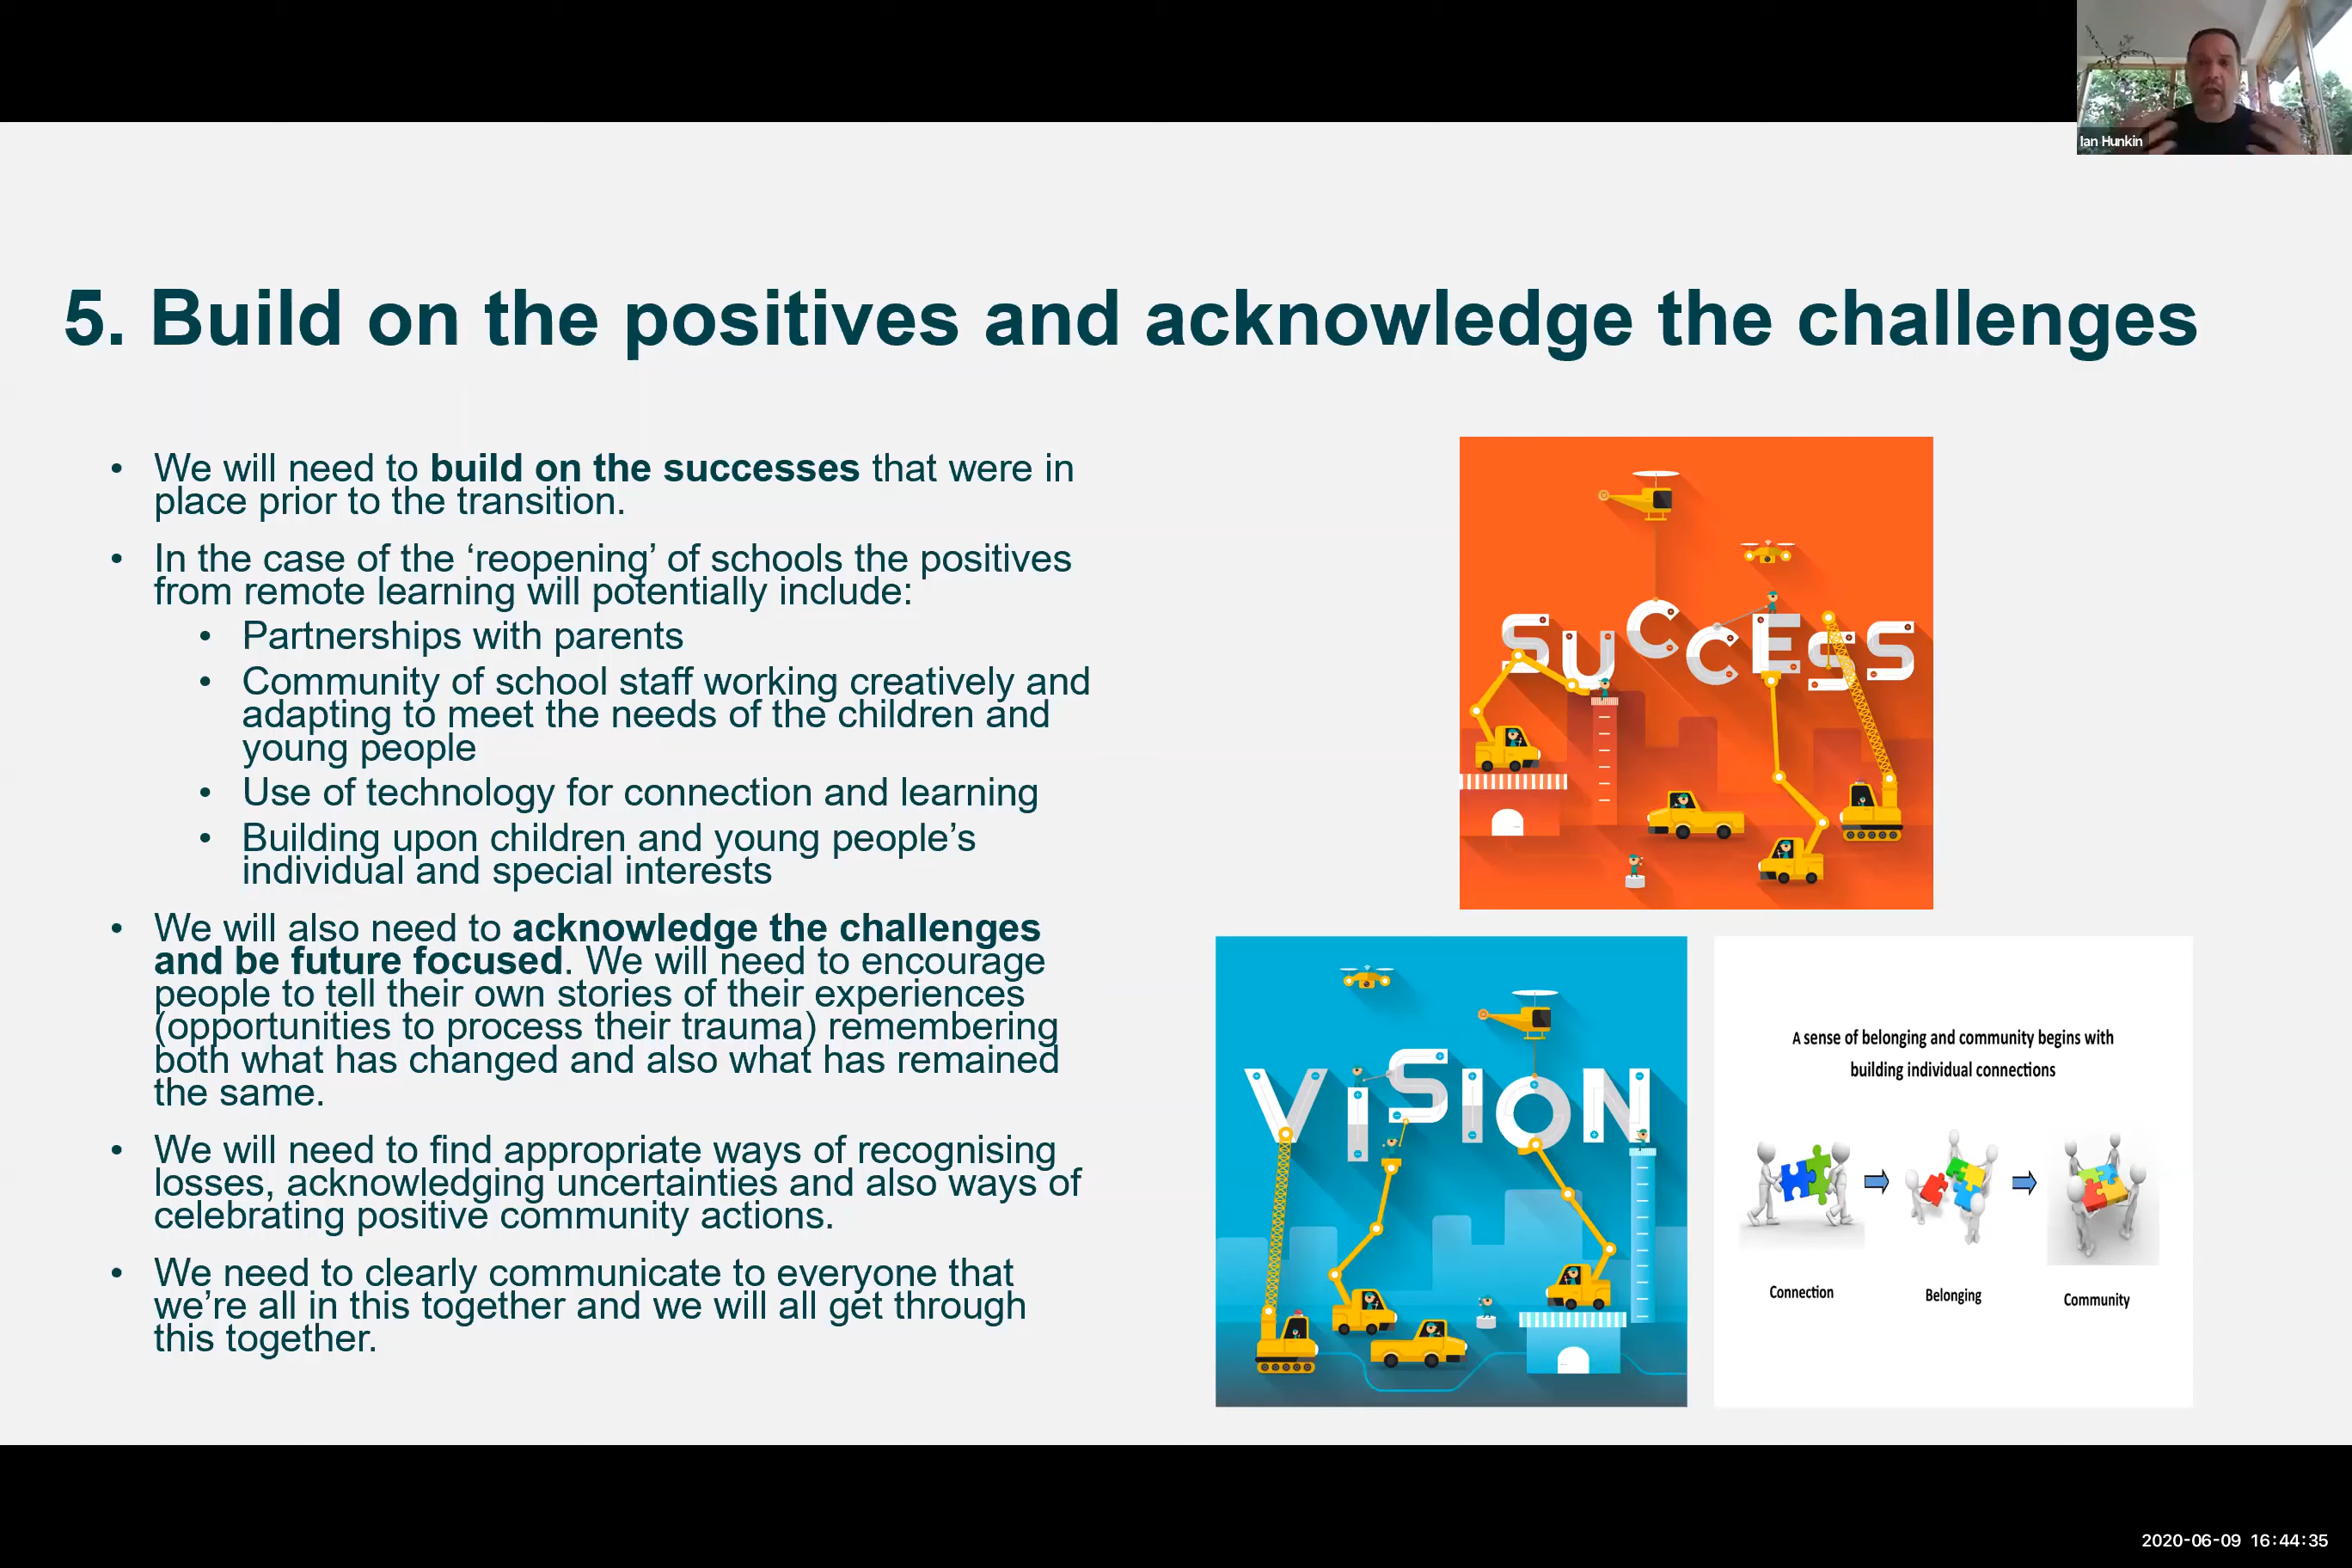 Ian Hunkin
5. Build on the positives and acknowledge the challenges
• We will need to build on the successes that were in
place prior to the transition.
• In the case of the ‘reopening’ of schools the positives
from remote learning will potentially include:
• Partnerships with parents
• Community of school staff working creatively and
adapting to meet the needs of the children and
young people
• Use of technology for connection and learning
• Building upon children and young people’s
individual and special interests
• We will also need to acknowledge the challenges
and be future focused. We will need to encourage
people to tell their own stories of their experiences
(opportunities to process their trauma) remembering
both what has changed and also what has remained
the same.
• We will need to find appropriate ways of recognising
losses, acknowledging uncertainties and also ways of
celebrating positive community actions.
• We need to clearly communicate to everyone that
we’re all in this together and we will all get through
this together.
SUCCESS
VISION
A sense of belonging and community begins with
building individual connections
Connection
Belonging
Community
2020-06-09 16:44:35